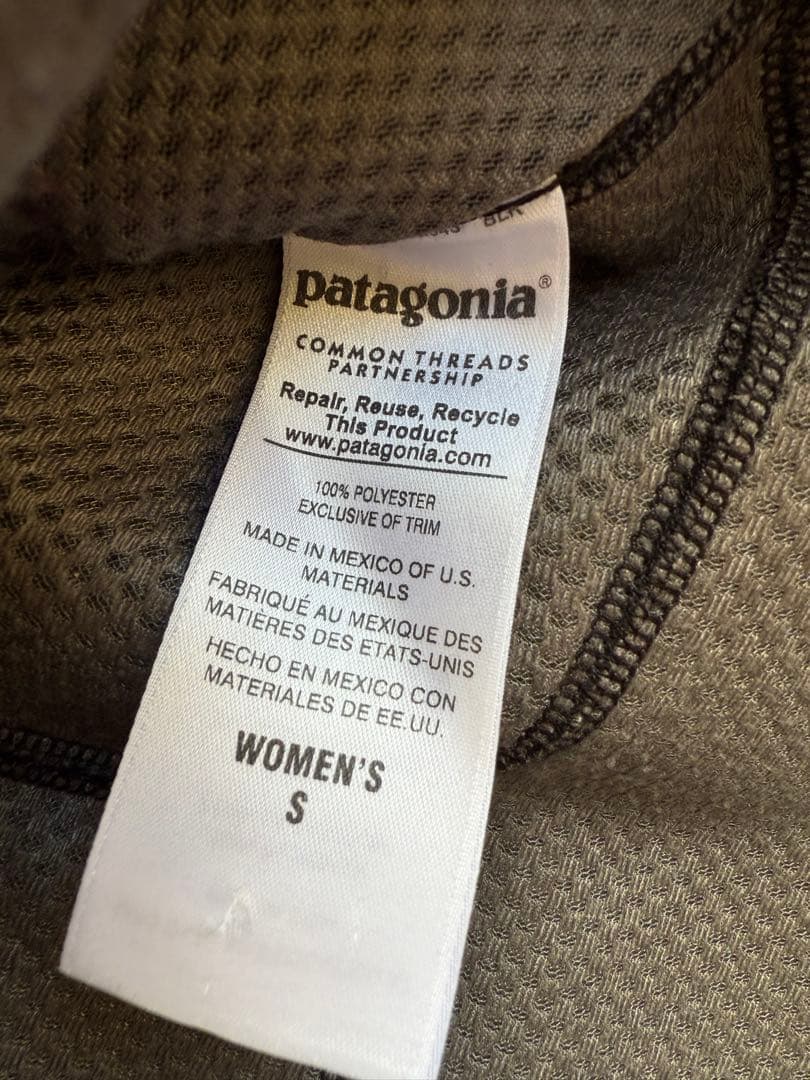 BLK
patagonia®
COMMON THREADS
PARTNERSHIP
Repair, Reuse, Recycle
This Product
www.patagonia.com
100% POLYESTER
EXCLUSIVE OF TRIM
MADE IN MEXICO OF U.S.
MATERIALS
FABRIQUÉ AU MEXIQUE DES
MATIÈRES DES ETATS-UNIS
HECHO EN MEXICO CON
MATERIALES DE EE.UU.
WOMEN'S
S